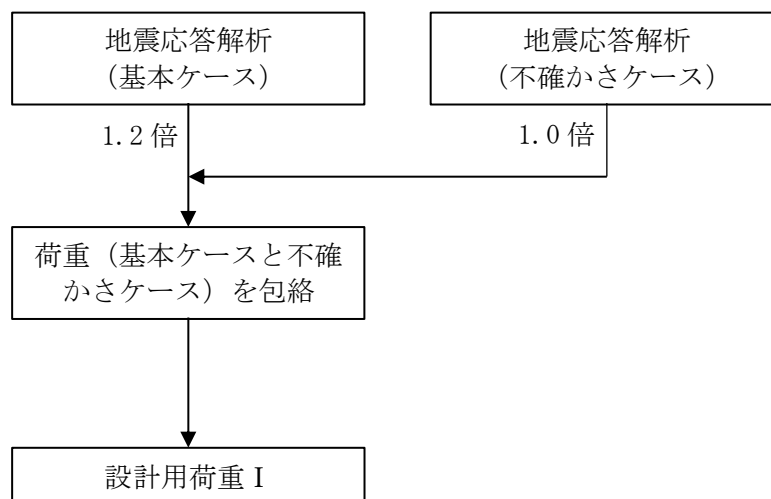 地震応答解析
（基本ケース）
地震応答解析
（不確かさケース）
1.2 倍
1.0 倍
荷重（基本ケースと不確
かさケース）を包絡
設計用荷重Ⅰ